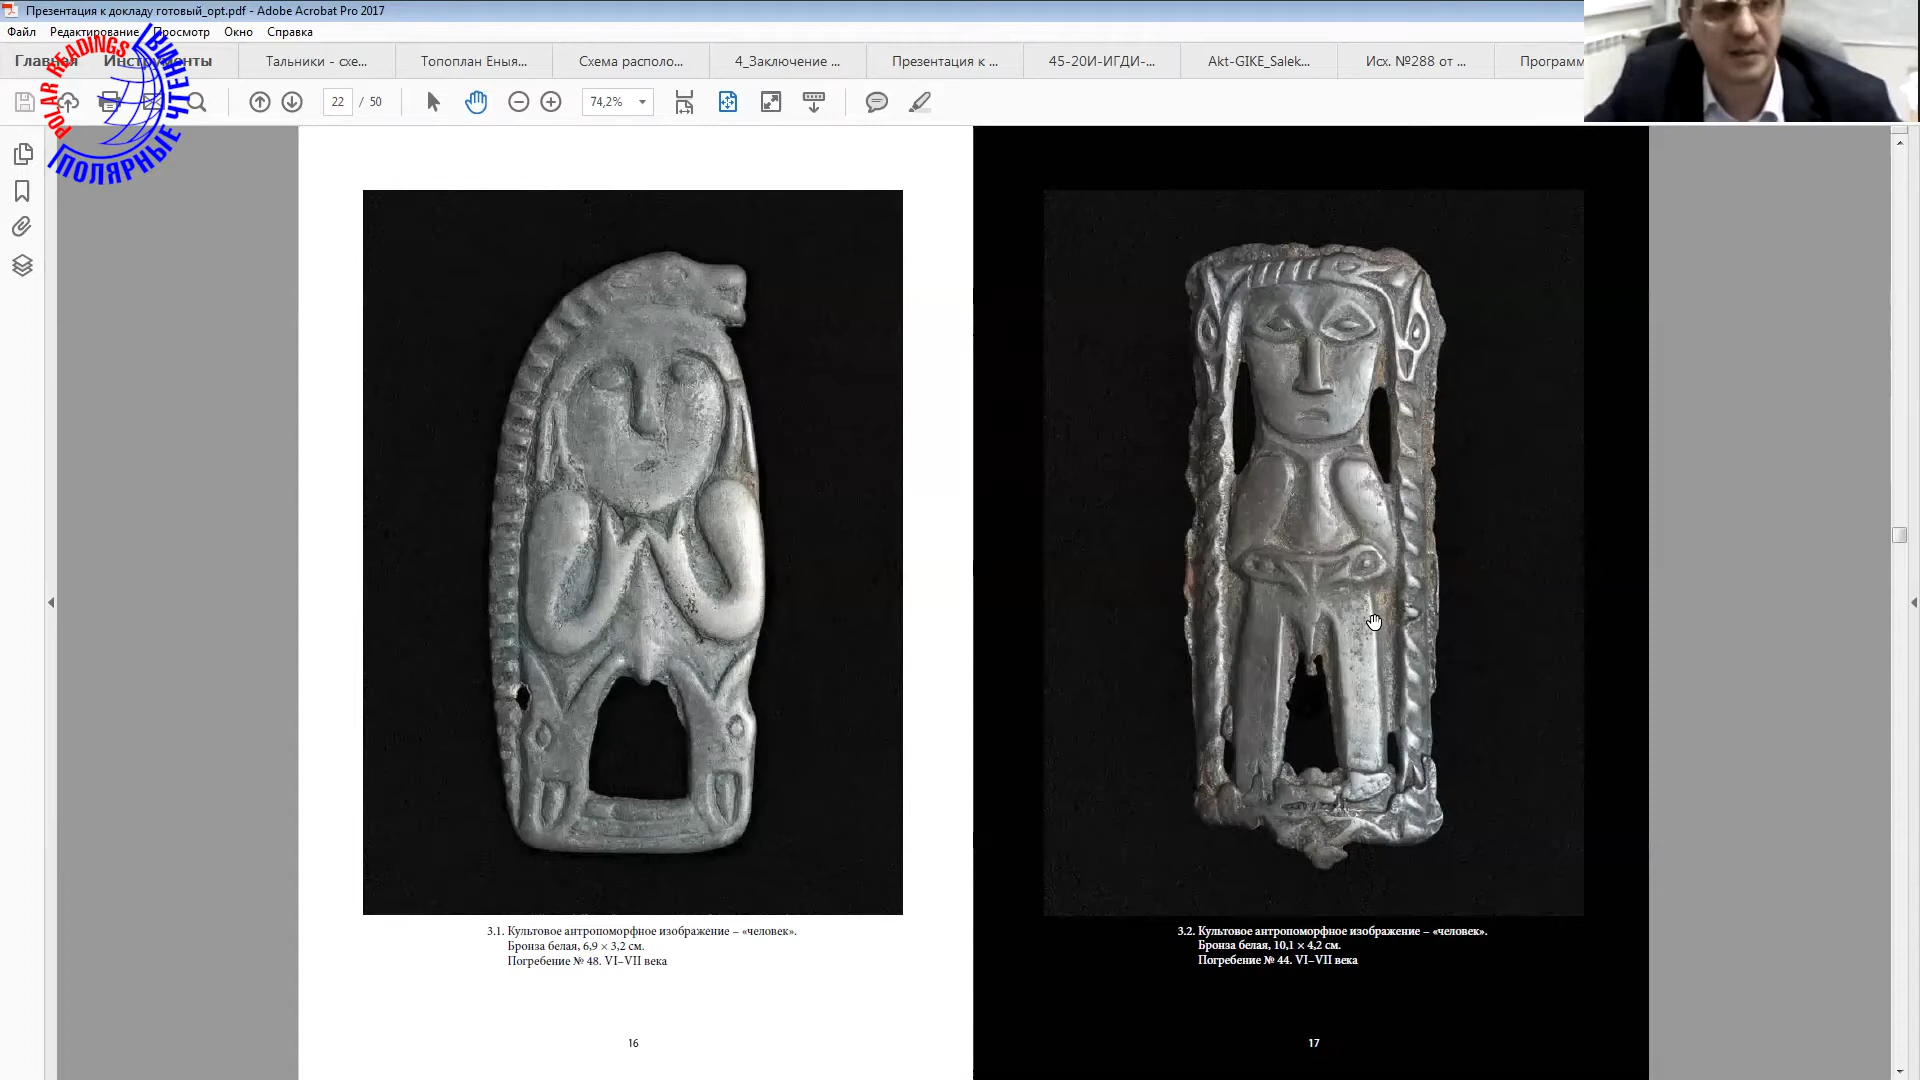 Презентация к докладу готовый_opt.pdf - Adobe Acrobat Pro 2017
Файл Редактирование Просмотр Окно Справка
POLAR READINGS
ПОЛЯРНЫЕ ЧТЕНИЯ
Главная Инструменты Тальники - схе... Топоплан Еныя... Схема располо... 4_Заключение ... Презентация к ... 45-20И-ИГДИ-... Akt-GIKE_Salek... Исх. №288 от ... Программ
22 / 50 74,2%
3.1. Культовое антропоморфное изображение – «человек».
Бронза белая, 6,9 × 3,2 см.
Погребение № 48. VI–VII века
16
3.2. Культовое антропоморфное изображение – «человек».
Бронза белая, 10,1 × 4,2 см.
Погребение № 44. VI–VII века
17